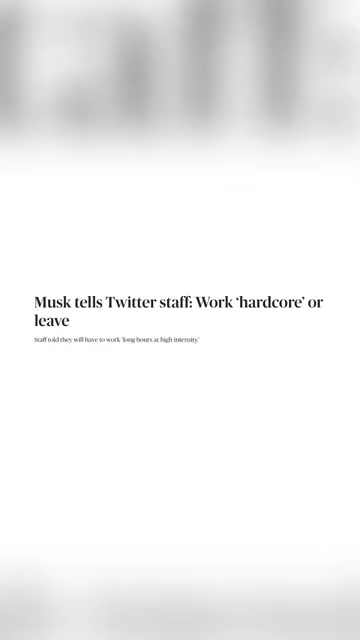 Musk tells Twitter staff: Work ‘hardcore’ or
leave
Staff told they will have to work ‘long hours at high intensity’